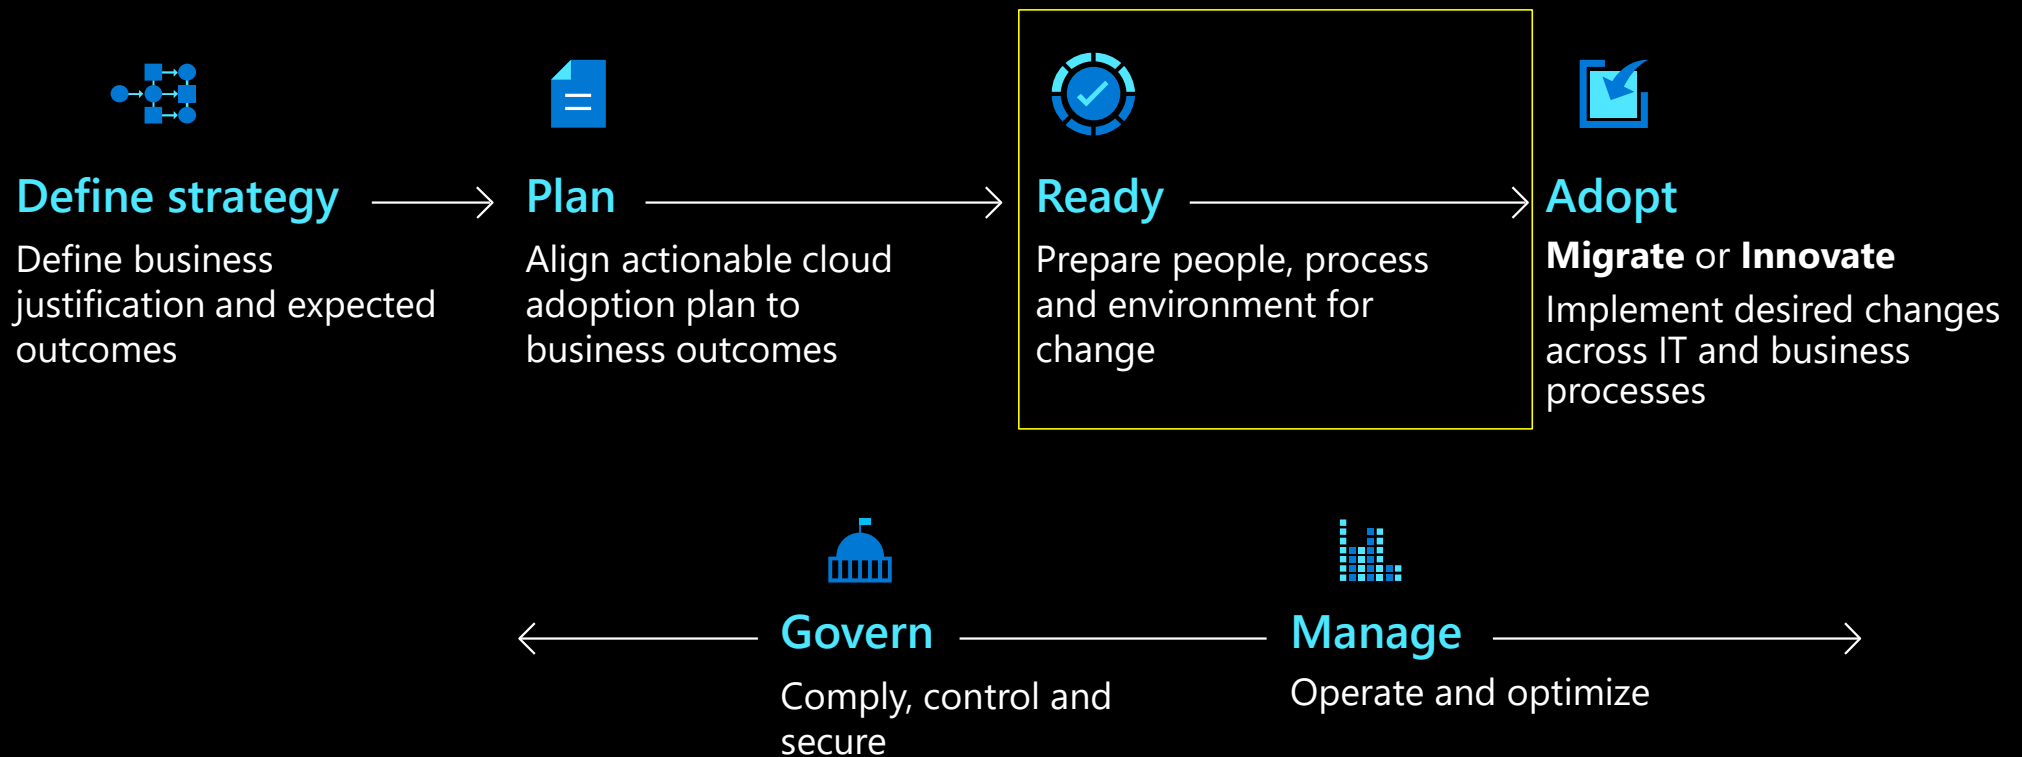 Define strategy
Define business
justification and expected
outcomes
Plan
Align actionable cloud
adoption plan to
business outcomes
Ready
Prepare people, process
and environment for
change
Adopt
Migrate or Innovate
Implement desired changes
across IT and business
processes
Govern
Comply, control and
secure
Manage
Operate and optimize